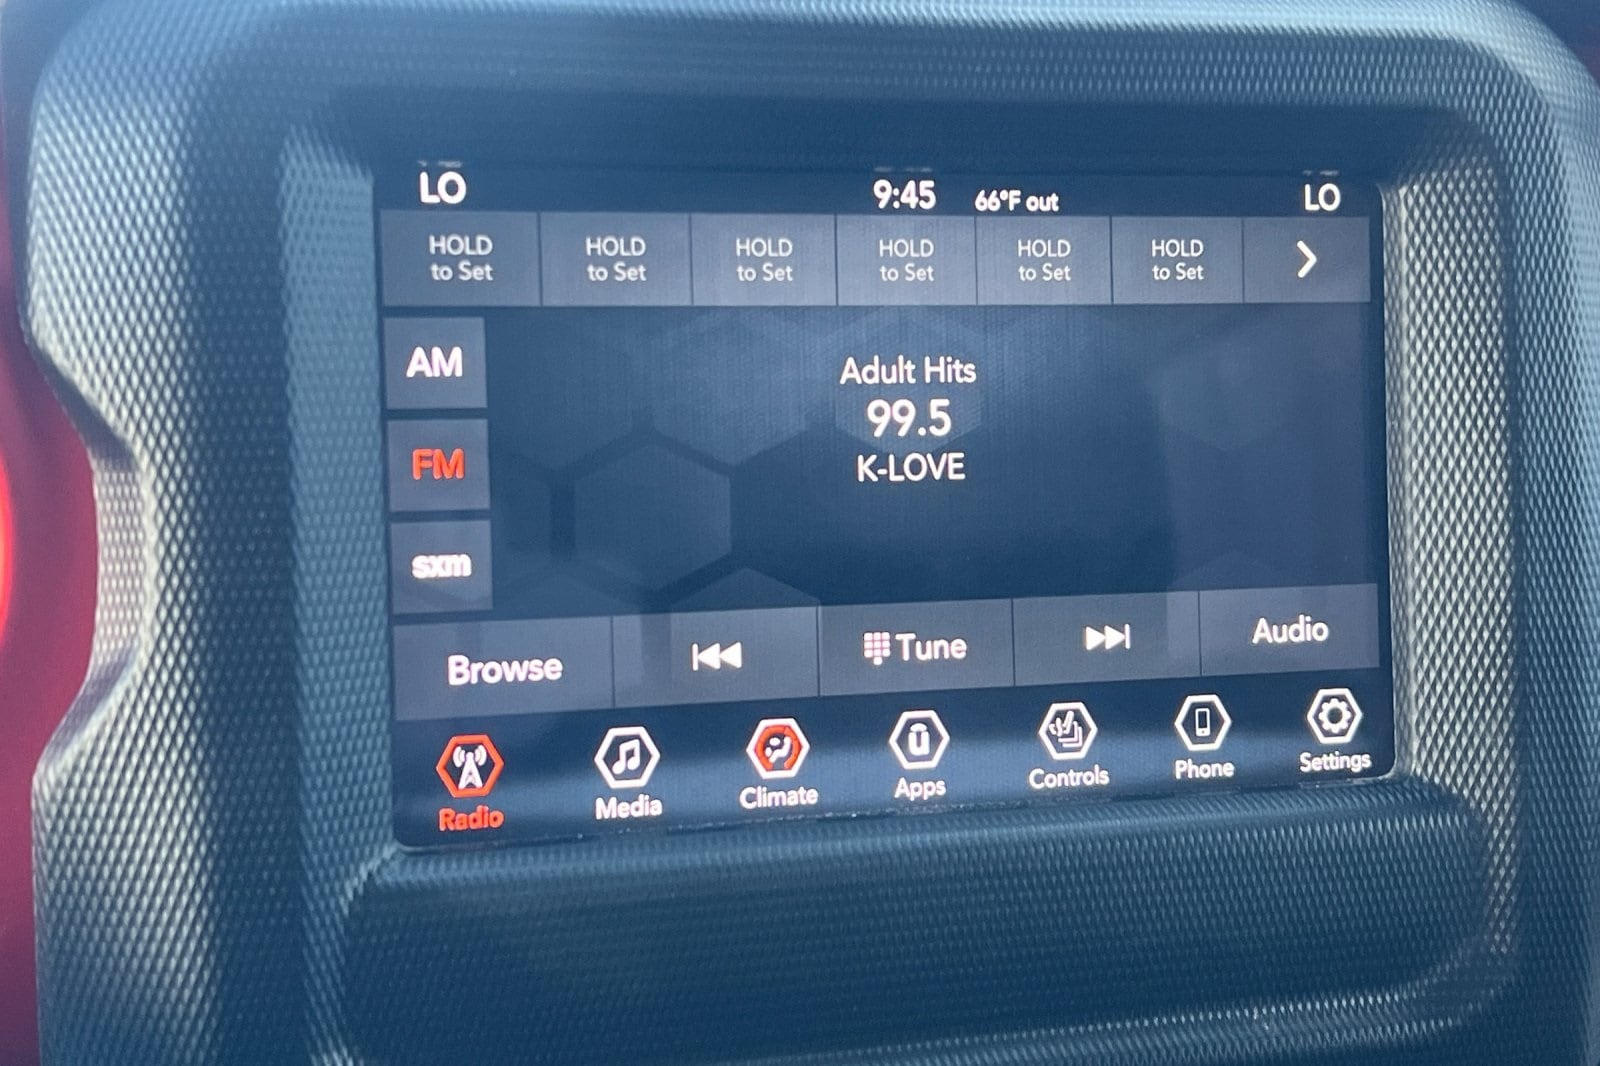 LO 9:45 66°F out LO
HOLD HOLD HOLD HOLD HOLD HOLD
to Set to Set to Set to Set to Set to Set
AM
Adult Hits
99.5
FM
K-LOVE
sxm
Browse Tune Audio
Radio Media Climate Apps Controls Phone Settings